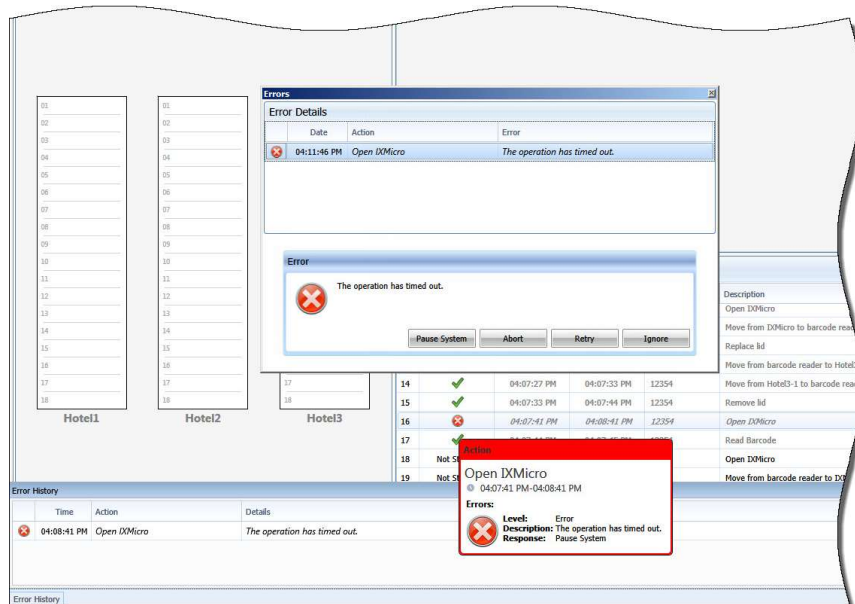 Errors
Error Details
Date Action Error
04:11:46 PM Open IXMicro The operation has timed out.
Error
The operation has timed out.
Pause System Abort Retry Ignore
01
02
03
04
05
06
07
08
09
10
11
12
13
14
15
16
17
18
Hotel1
01
02
03
04
05
06
07
08
09
10
11
12
13
14
15
16
17
18
Hotel2
17
18
Hotel3
Description
Open IXMicro
Move from IXMicro to barcode
Replace lid
Move from barcode reader to
14 04:07:27 PM 04:07:33 PM 12354 Move from Hotel3-1 to barcode
15 04:07:33 PM 04:07:44 PM 12354 Remove lid
16 04:07:41 PM 04:08:41 PM 12354 Open IXMicro
17 Read Barcode
18 Not Open IXMicro
19 Not Move from barcode reader to
Action
Open IXMicro
04:07:41 PM-04:08:41 PM
Errors:
Level: Error
Description: The operation has timed out.
Response: Pause System
Error History
Time Action Details
04:08:41 PM Open IXMicro The operation has timed out.
Error History